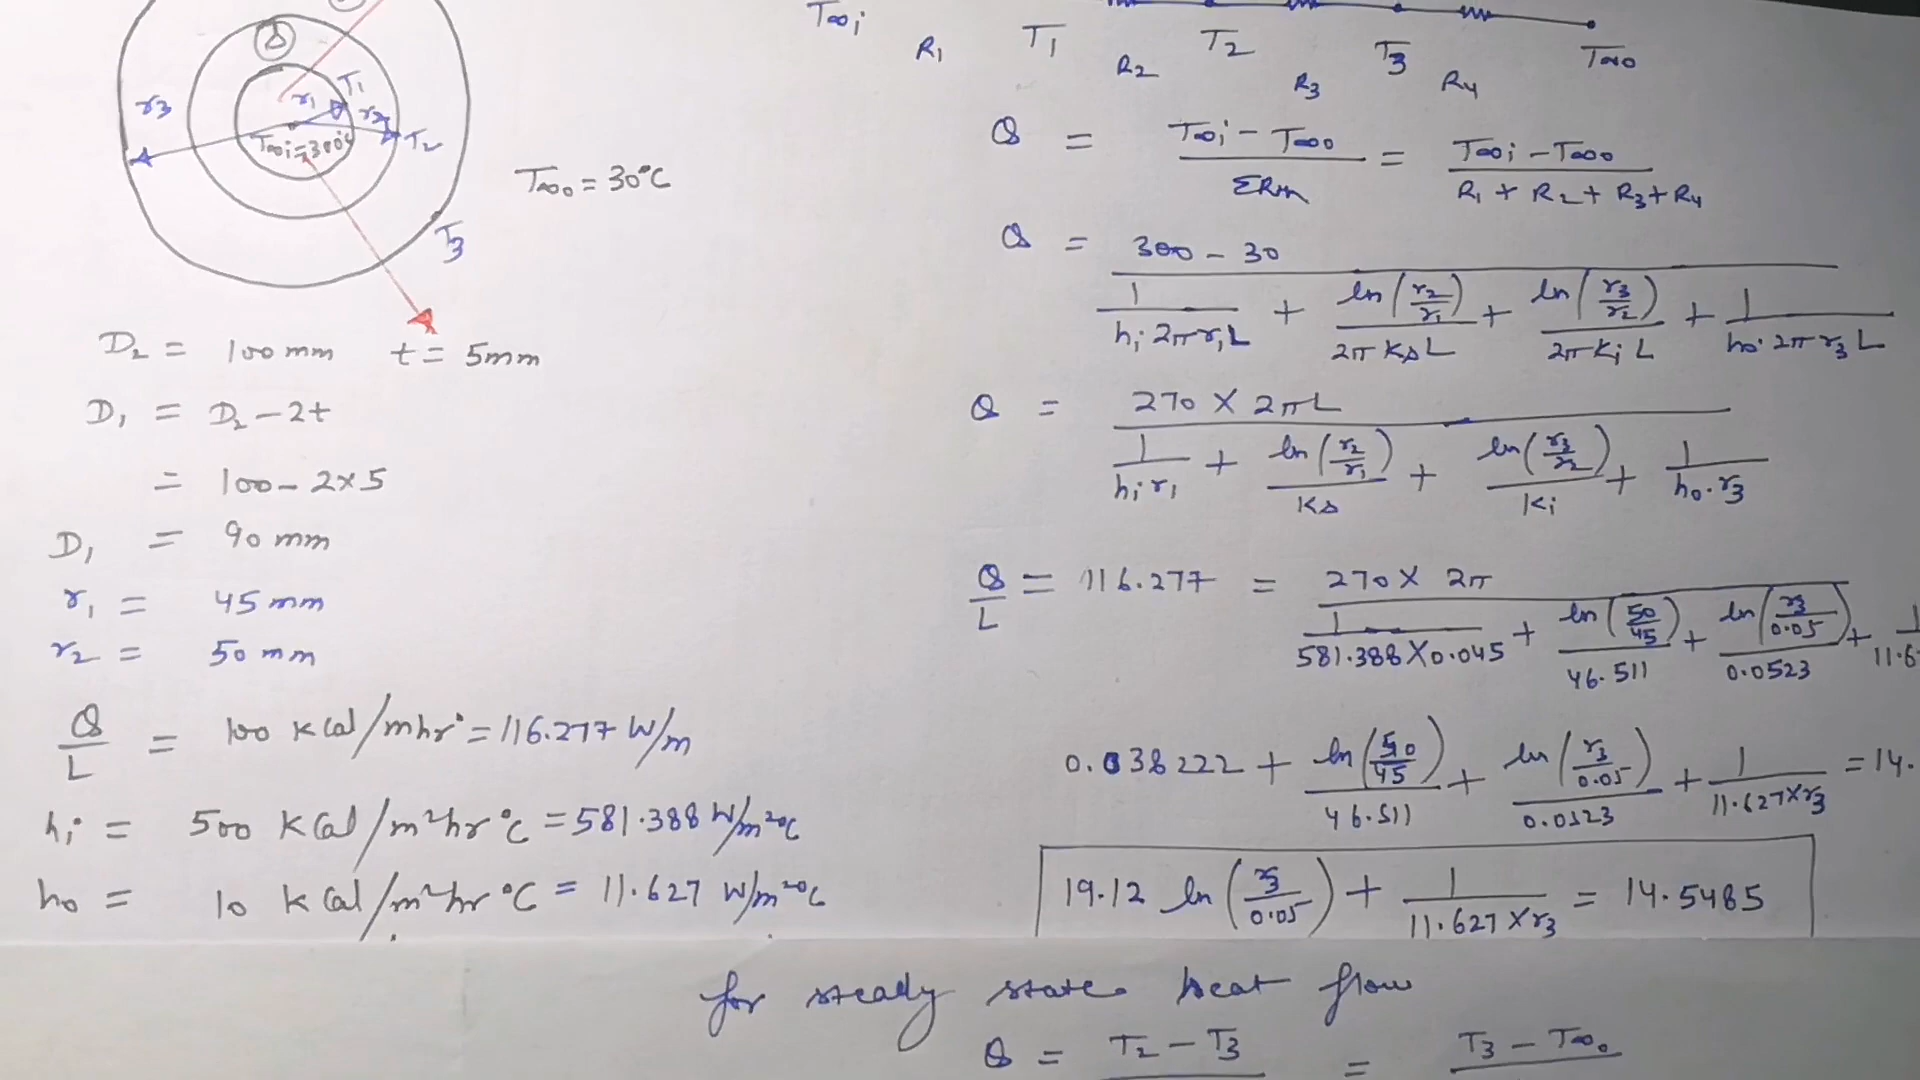 T∞i R1 T1 R2 T2 R3 T3 R4 T∞o
Q = (T∞i − T∞o)/ΣRth = (T∞i − T∞o)/(R1 + R2 + R3 + R4)
Q = (300 − 30)/(1/(hi 2πr1L) + ln(r2/r1)/(2πKsL) + ln(r3/r2)/(2πKiL) + 1/(ho·2πr3L))
Q = (270 × 2πL)/(1/(hi r1) + ln(r2/r1)/Ks + ln(r3/r2)/Ki + 1/(ho·r3))
Q/L = 116.277 = (270 × 2π)/(1/(581.388×0.045) + ln(50/45)/46.511 + ln(r3/0.05)/0.0523 + 1/11.6
0.038222 + ln(50/45)/46.511 + ln(r3/0.05)/0.0523 + 1/(11.627×r3) = 14.
19.12 ln(r3/0.05) + 1/(11.627×r3) = 14.5485
r3
S
r1
T1
r2
T2
T∞i=300°C
T3
T∞o = 30°C
D2 = 100 mm t = 5mm
D1 = D2 − 2t
= 100 − 2×5
D1 = 90 mm
r1 = 45 mm
r2 = 50 mm
Q/L = 100 kCal/mhr = 116.277 W/m
hi = 500 kCal/m²hr°C = 581.388 W/m²°C
ho = 10 kCal/m²hr°C = 11.627 W/m²°C
for steady state heat flow
Q = T2 − T3 = T3 − T∞o